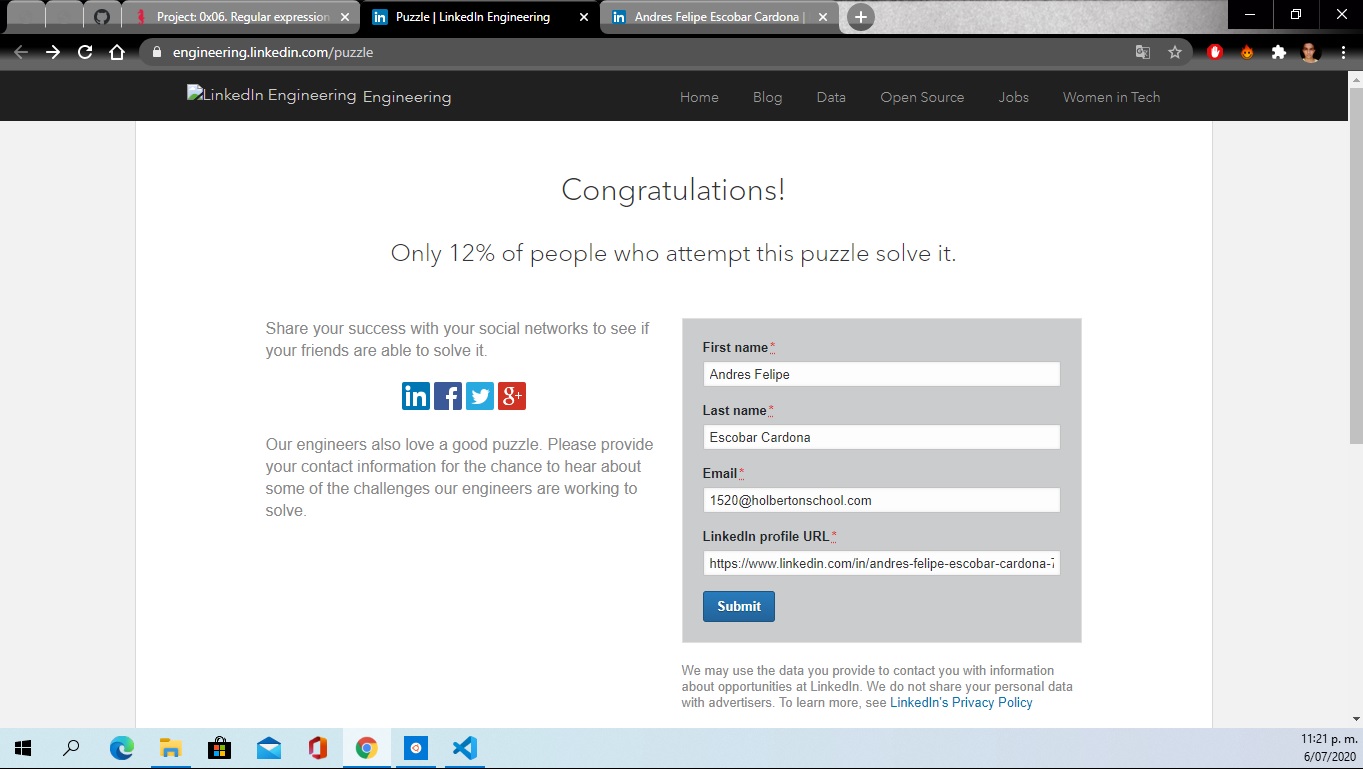 Project: 0x06. Regular expression
Puzzle | LinkedIn Engineering
Andres Felipe Escobar Cardona |
engineering.linkedin.com/puzzle
LinkedIn Engineering Engineering
Home Blog Data Open Source Jobs Women in Tech
Congratulations!
Only 12% of people who attempt this puzzle solve it.
Share your success with your social networks to see if
your friends are able to solve it.
in f g+
Our engineers also love a good puzzle. Please provide
your contact information for the chance to hear about
some of the challenges our engineers are working to
solve.
First name*
Andres Felipe
Last name*
Escobar Cardona
Email*
1520@holbertonschool.com
LinkedIn profile URL*
https://www.linkedin.com/in/andres-felipe-escobar-cardona-7
Submit
We may use the data you provide to contact you with information
about opportunities at LinkedIn. We do not share your personal data
with advertisers. To learn more, see LinkedIn's Privacy Policy
11:21 p. m.
6/07/2020